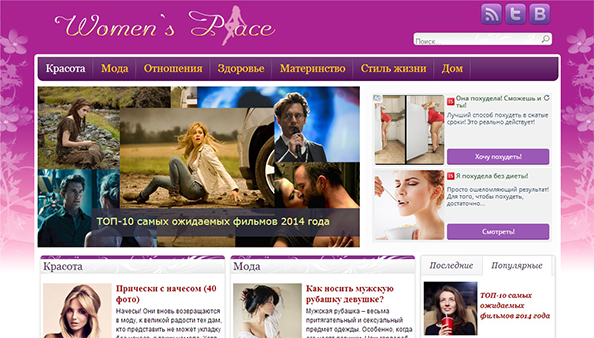 Women`s Place
Поиск...
Красота
Мода
Отношения
Здоровье
Материнство
Стиль жизни
Дом
ТОП-10 самых ожидаемых фильмов 2014 года
Она похудела! Сможешь и
ты?
Лучший способ похудеть в сжатые
сроки! Это реально действует!
Хочу похудеть!
Я похудела без диеты!
Просто ошеломляющий результат!
Для того, чтобы похудеть,
достаточно...
Смотреть!
Красота
Прически с начесом (40
фото)
Начесы! Они вновь возвращаются
в моду, к великой радости тех дам,
кто представить не может укладку
Мода
Как носить мужскую
рубашку девушке?
Мужская рубашка – весьма
притягательный и сексуальный
предмет одежды. Особенно, когда
Последние
Популярные
ТОП-10 самых
ожидаемых
фильмов 2014 года